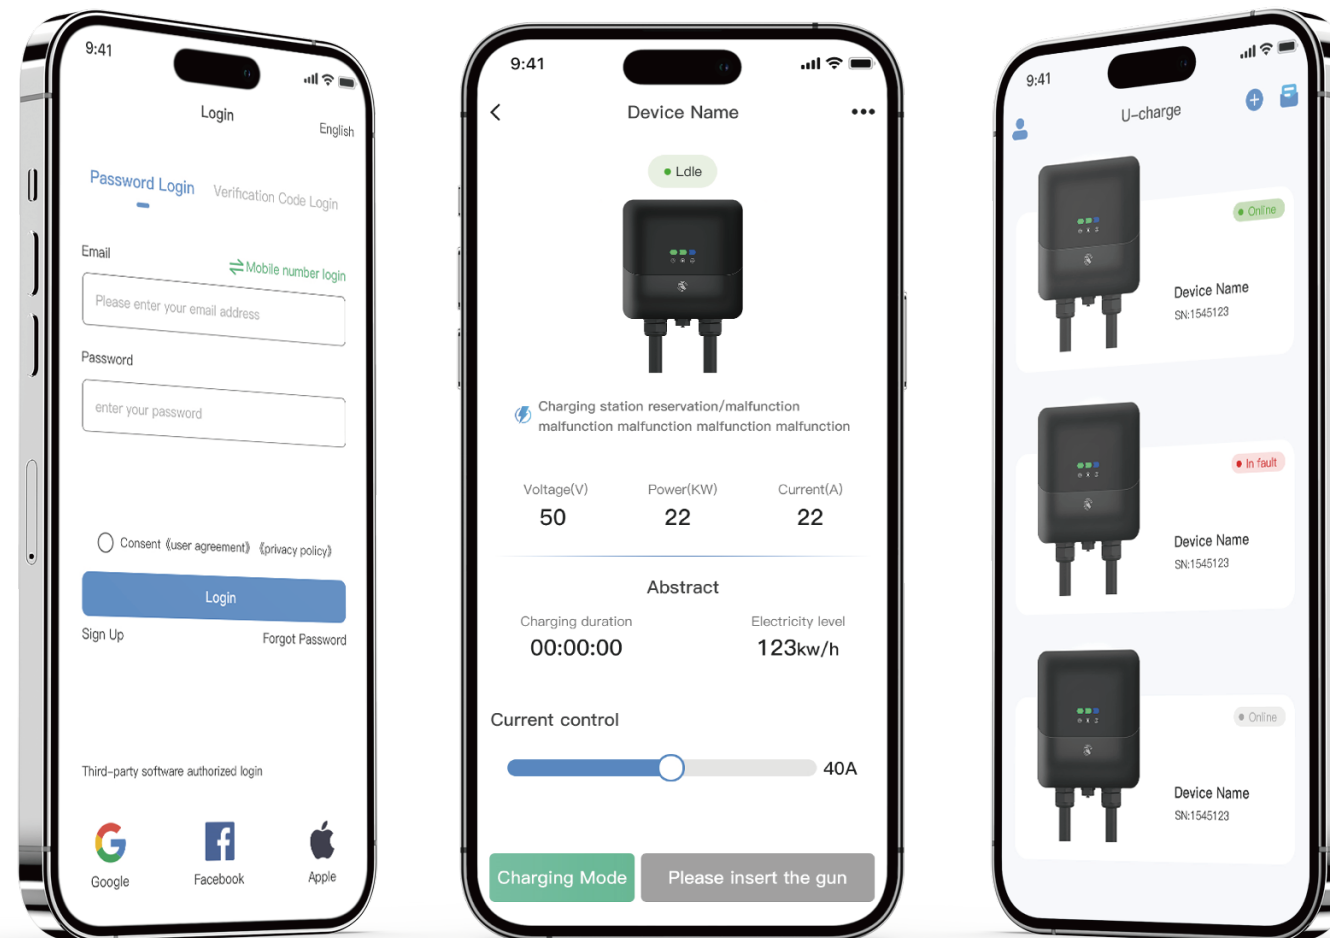 9:41
Login
English
Password Login
Verification Code Login
Email
Mobile number login
Please enter your email address
Password
enter your password
Consent 《user agreement》 《privacy policy》
Login
Sign Up
Forgot Password
Third-party software authorized login
Google
Facebook
Apple
9:41
Device Name
Ldle
Charging station reservation/malfunction
malfunction malfunction malfunction malfunction
Voltage(V)
Power(KW)
Current(A)
50
22
22
Abstract
Charging duration
Electricity level
00:00:00
123kw/h
Current control
40A
Charging Mode
Please insert the gun
9:41
U-charge
Online
Device Name
SN:1545123
In fault
Device Name
SN:1545123
Online
Device Name
SN:1545123